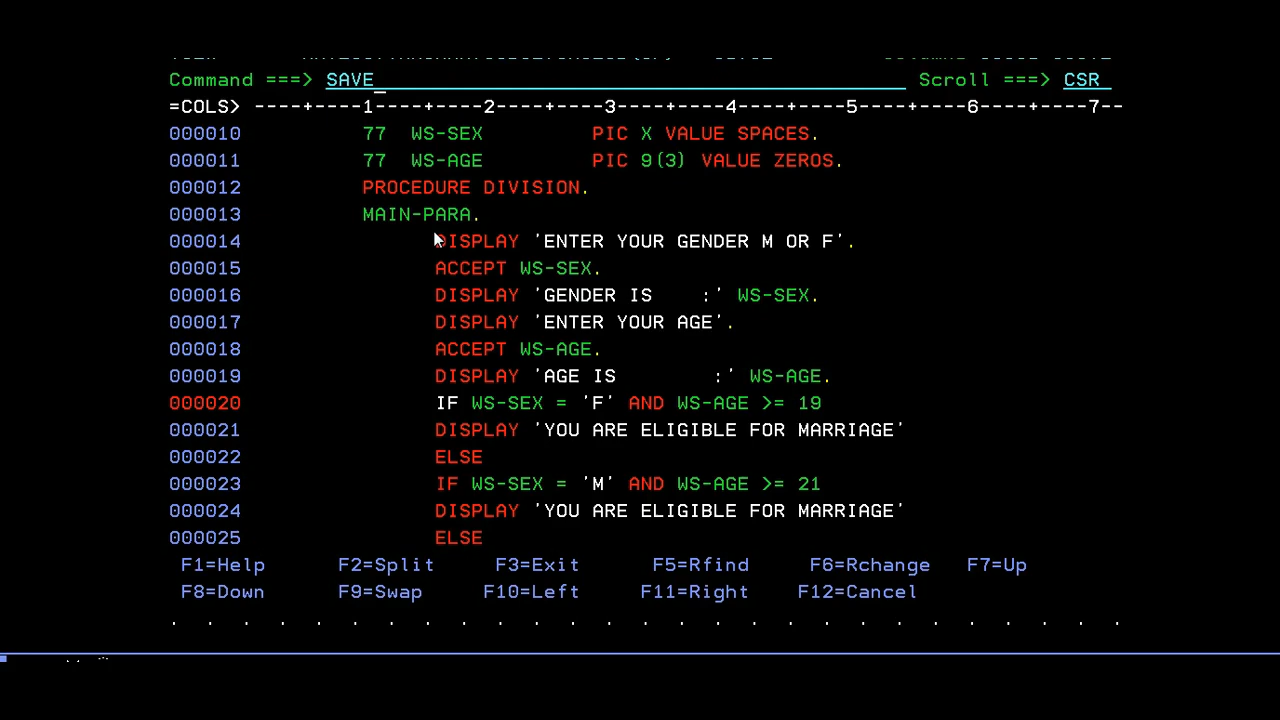 Command ===> SAVE Scroll ===> CSR
=COLS> ----+----1----+----2----+----3----+----4----+----5----+----6----+----7--
000010 77 WS-SEX PIC X VALUE SPACES.
000011 77 WS-AGE PIC 9(3) VALUE ZEROS.
000012 PROCEDURE DIVISION.
000013 MAIN-PARA.
000014 DISPLAY 'ENTER YOUR GENDER M OR F'.
000015 ACCEPT WS-SEX.
000016 DISPLAY 'GENDER IS    :' WS-SEX.
000017 DISPLAY 'ENTER YOUR AGE'.
000018 ACCEPT WS-AGE.
000019 DISPLAY 'AGE IS        :' WS-AGE.
000020 IF WS-SEX = 'F' AND WS-AGE >= 19
000021 DISPLAY 'YOU ARE ELIGIBLE FOR MARRIAGE'
000022 ELSE
000023 IF WS-SEX = 'M' AND WS-AGE >= 21
000024 DISPLAY 'YOU ARE ELIGIBLE FOR MARRIAGE'
000025 ELSE
F1=Help F2=Split F3=Exit F5=Rfind F6=Rchange F7=Up
F8=Down F9=Swap F10=Left F11=Right F12=Cancel